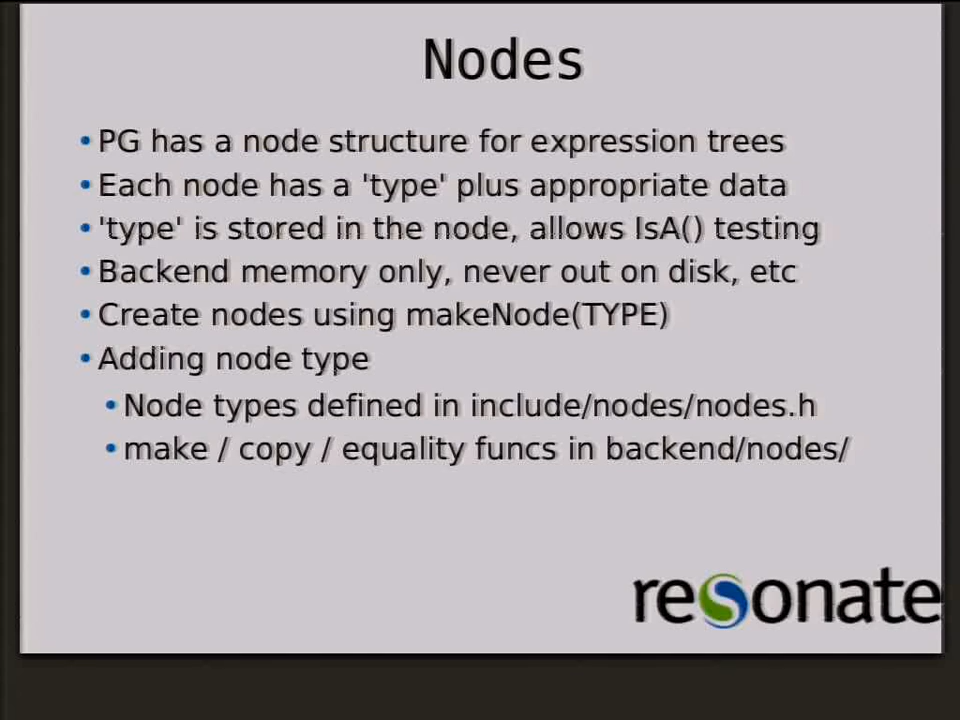 Nodes
• PG has a node structure for expression trees
• Each node has a 'type' plus appropriate data
• 'type' is stored in the node, allows IsA() testing
• Backend memory only, never out on disk, etc
• Create nodes using makeNode(TYPE)
• Adding node type
• Node types defined in include/nodes/nodes.h
• make / copy / equality funcs in backend/nodes/
resonate